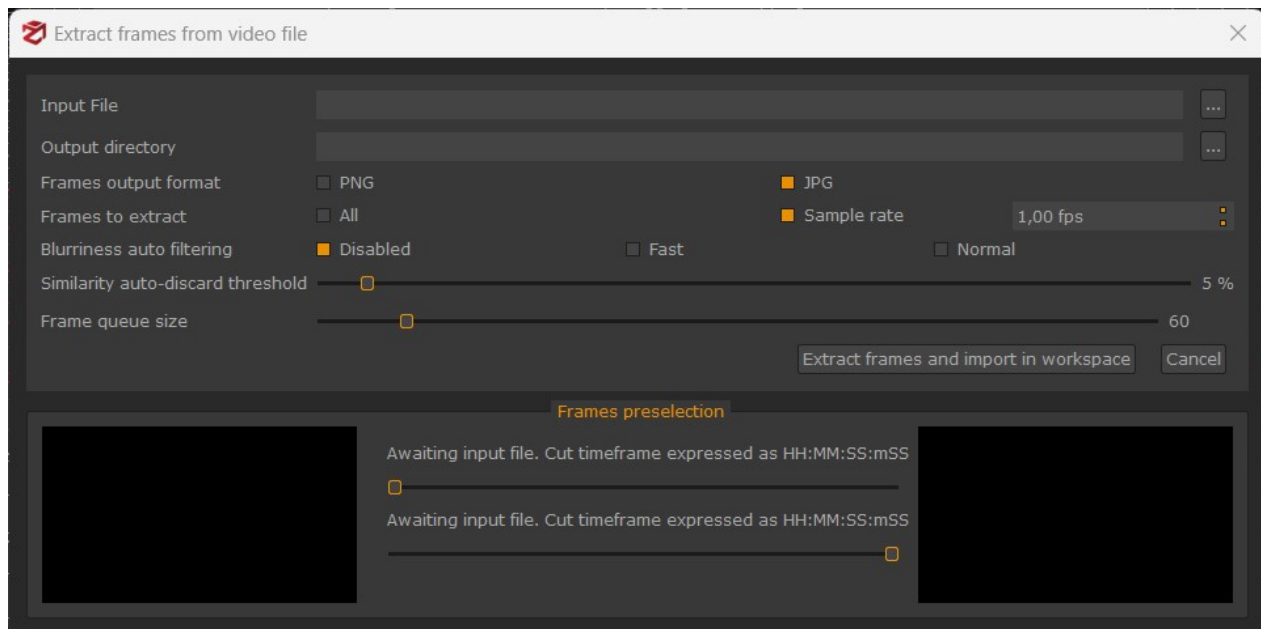 Extract frames from video file
Input File ...
Output directory ...
Frames output format PNG JPG
Frames to extract All Sample rate 1,00 fps
Blurriness auto filtering Disabled Fast Normal
Similarity auto-discard threshold 5 %
Frame queue size 60
Extract frames and import in workspace Cancel
Frames preselection
Awaiting input file. Cut timeframe expressed as HH:MM:SS:mSS
Awaiting input file. Cut timeframe expressed as HH:MM:SS:mSS